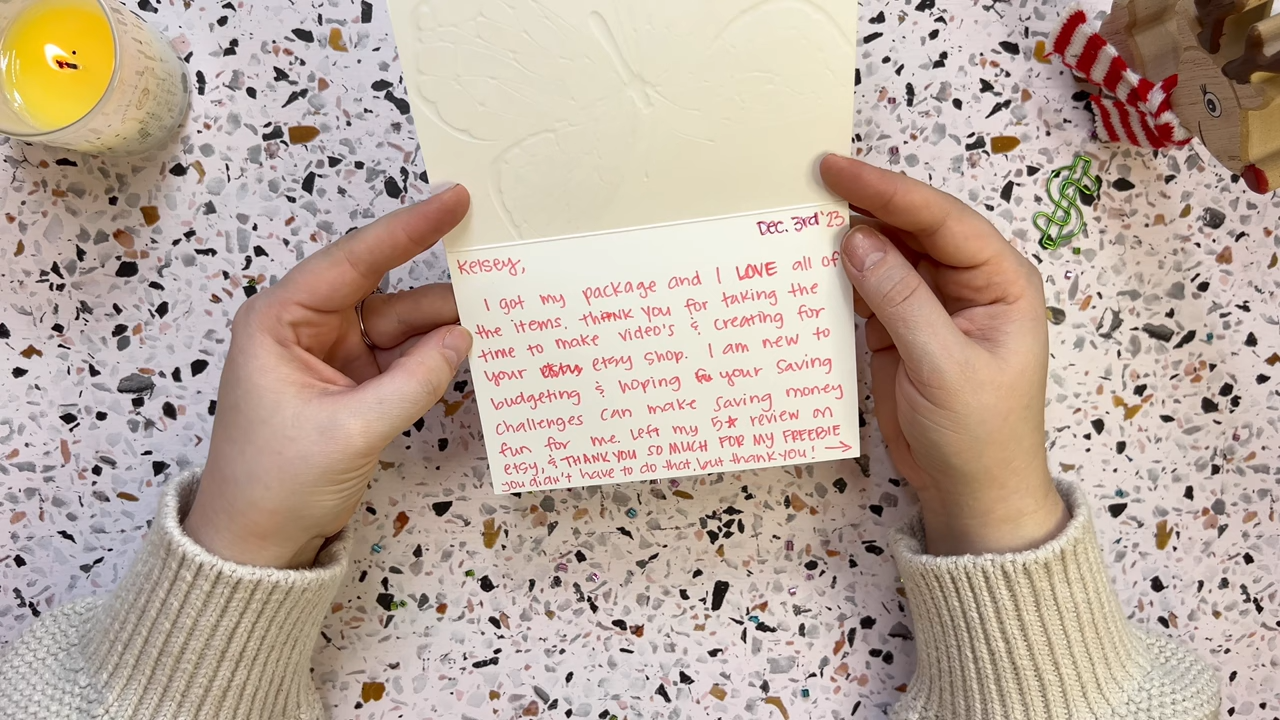 Dec. 3rd '23
Kelsey,
I got my package and I LOVE all of
the items. thank you for taking the
time to make video's & creating for
your etsy shop. I am new to
budgeting & hoping your saving
challenges can make saving money
fun for me. Left my 5★ review on
etsy, & THANK YOU SO MUCH FOR MY FREEBIE
you didn't have to do that, but thank you! →